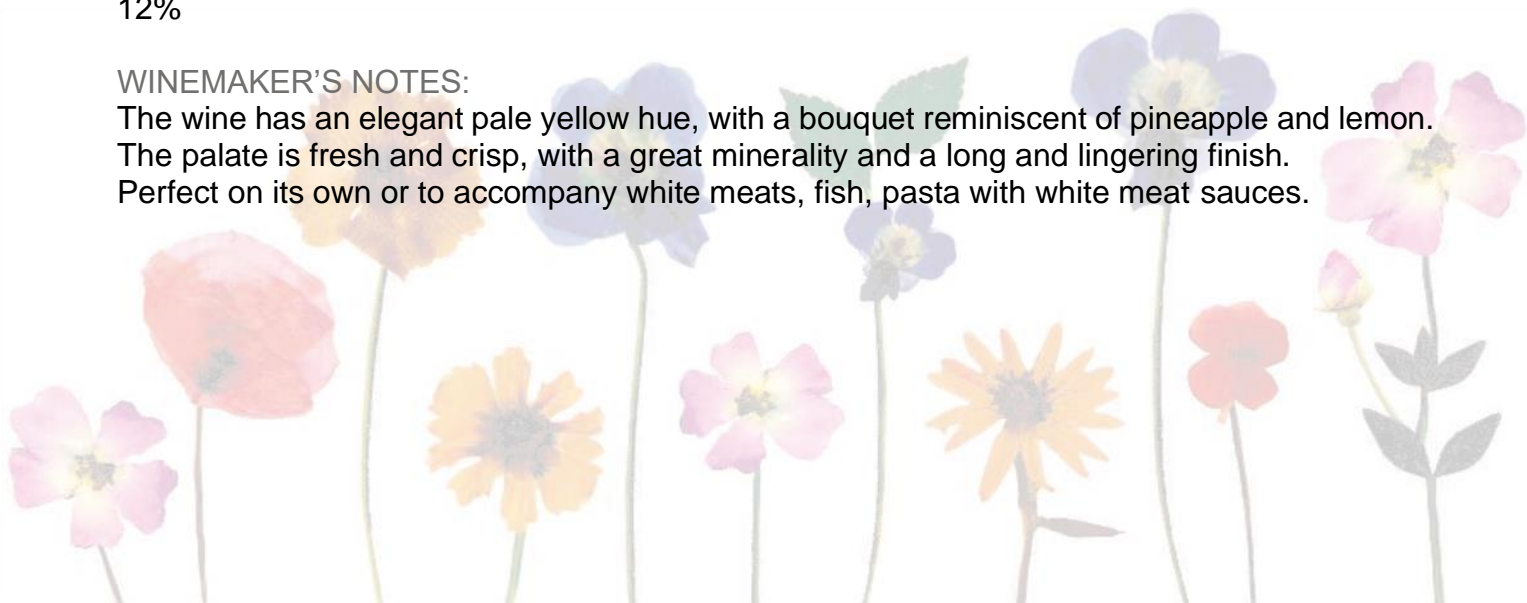 12%
WINEMAKER'S NOTES:
The wine has an elegant pale yellow hue, with a bouquet reminiscent of pineapple and lemon.
The palate is fresh and crisp, with a great minerality and a long and lingering finish.
Perfect on its own or to accompany white meats, fish, pasta with white meat sauces.